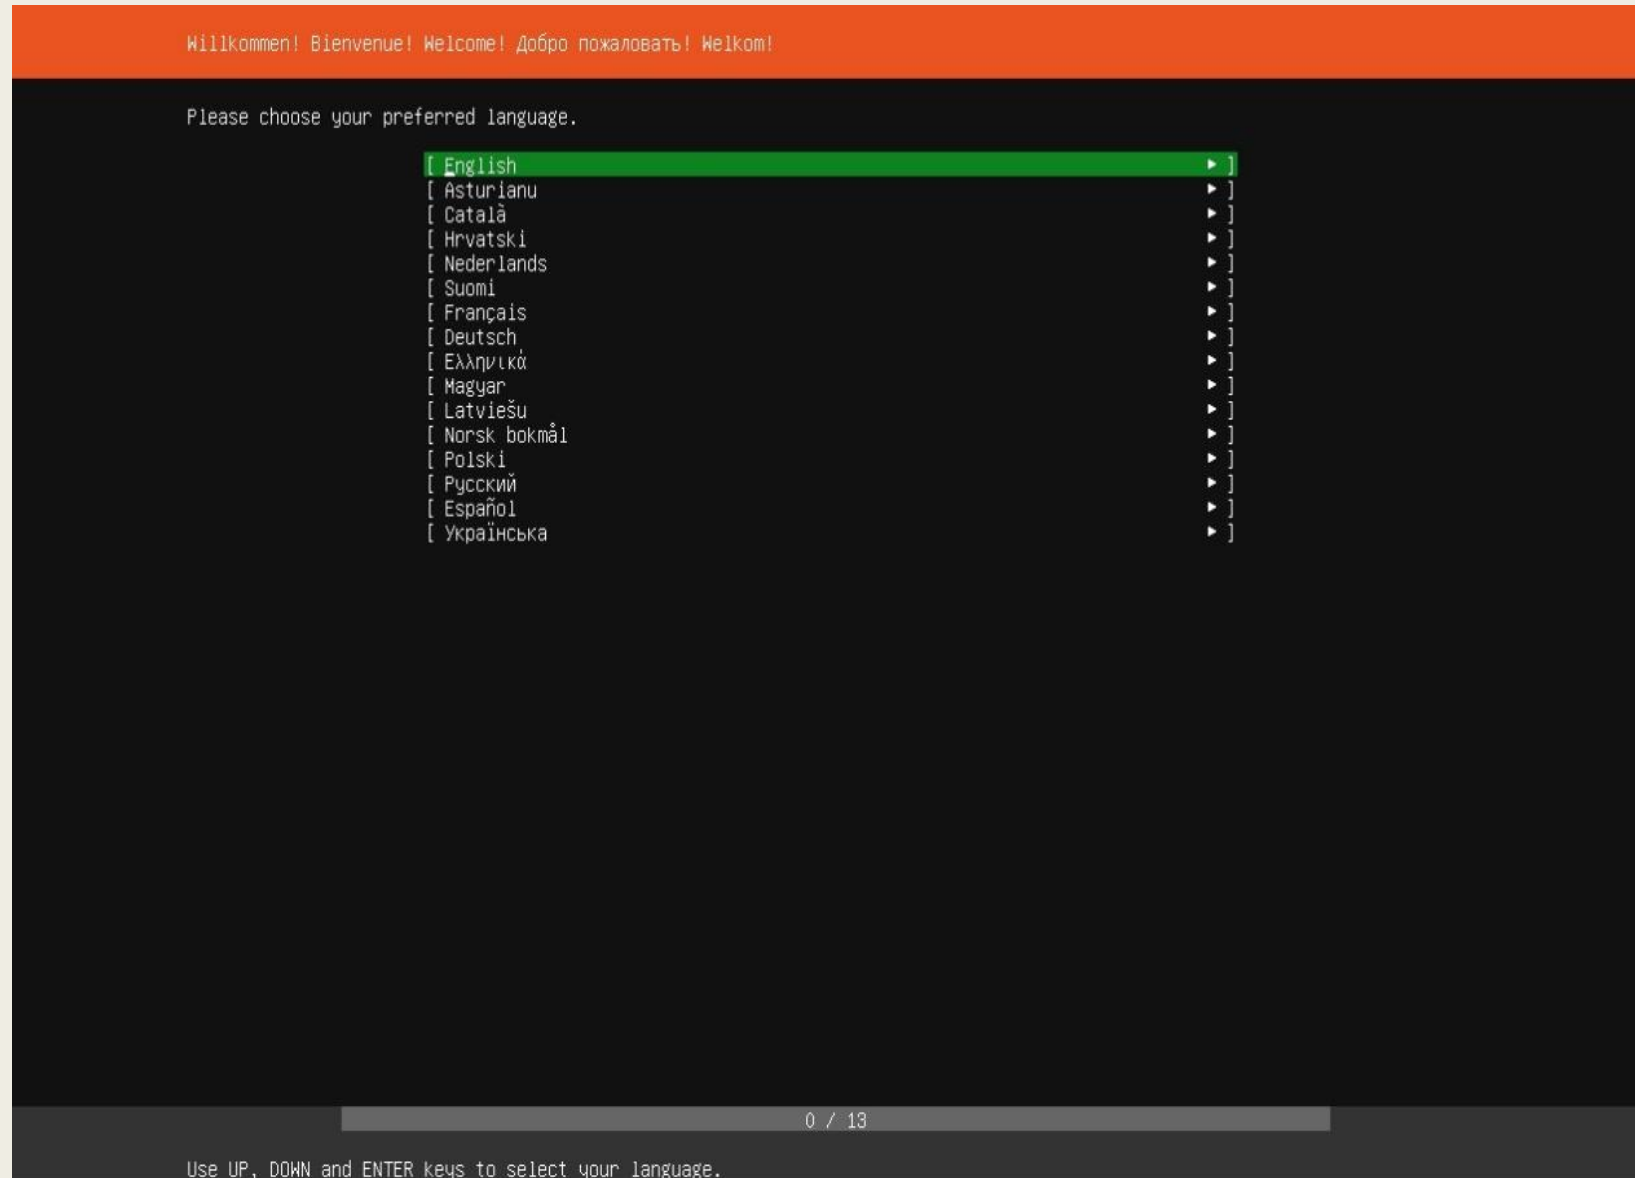 Willkommen! Bienvenue! Welcome! Добро пожаловать! Welkom!
Please choose your preferred language.
[ English ▸ ]
[ Asturianu ▸ ]
[ Català ▸ ]
[ Hrvatski ▸ ]
[ Nederlands ▸ ]
[ Suomi ▸ ]
[ Français ▸ ]
[ Deutsch ▸ ]
[ Ελληνικά ▸ ]
[ Magyar ▸ ]
[ Latviešu ▸ ]
[ Norsk bokmål ▸ ]
[ Polski ▸ ]
[ Русский ▸ ]
[ Español ▸ ]
[ Українська ▸ ]
0 / 13
Use UP, DOWN and ENTER keys to select your language.